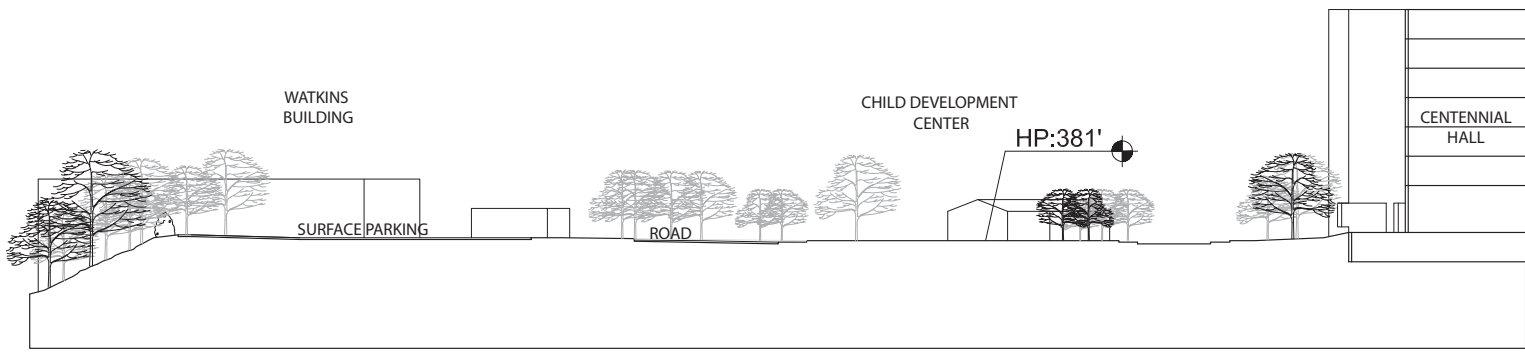 WATKINS
BUILDING
CHILD DEVELOPMENT
CENTER
HP:381'
CENTENNIAL
HALL
SURFACE PARKING
ROAD